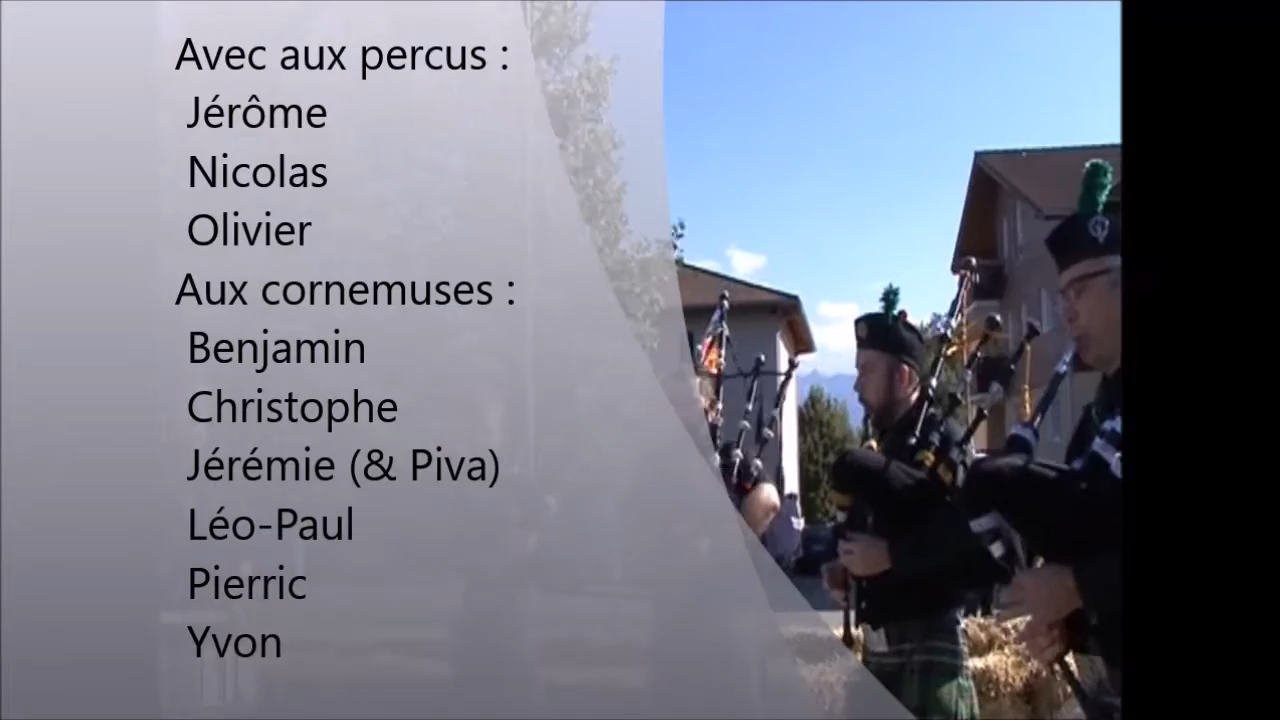 Avec aux percus :
Jérôme
Nicolas
Olivier
Aux cornemuses :
Benjamin
Christophe
Jérémie (& Piva)
Léo-Paul
Pierric
Yvon